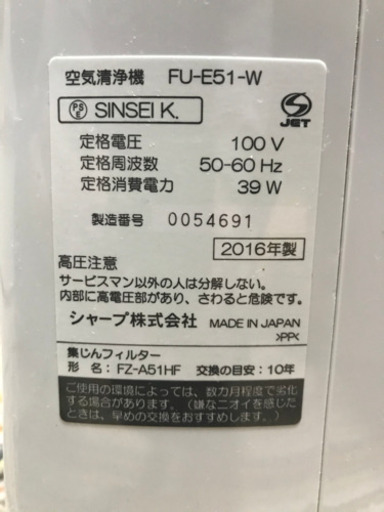 空気清浄機 FU-E51-W
PS E SINSEI K.
S JET
定格電圧 100 V
定格周波数 50-60 Hz
定格消費電力 39 W
製造番号 0054691
2016年製
高圧注意
サービスマン以外の人は分解しない。
内部に高電圧部があり、さわると危険です。
シャープ株式会社 MADE IN JAPAN
>PP<
集じんフィルター
形 名：FZ-A51HF 交換の目安：10年
ご使用の環境によっては、数カ月程度で劣化
する場合があります。（嫌なニオイを感じた
ときは、早めの交換をおすすめします。）